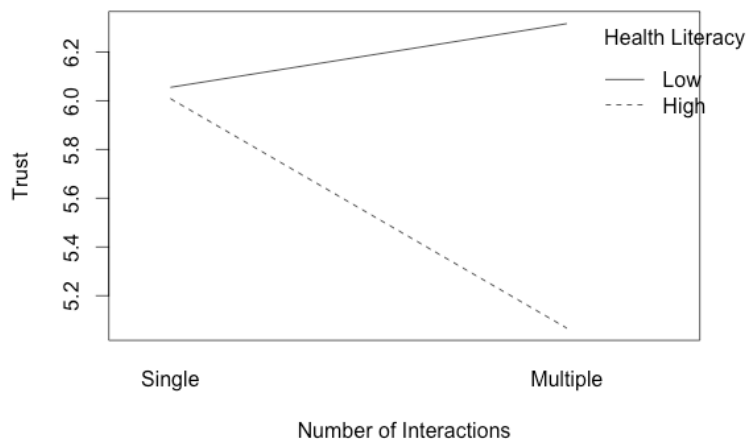 Health Literacy
Low
High
Trust
6.2
6.0
5.8
5.6
5.4
5.2
Single
Multiple
Number of Interactions